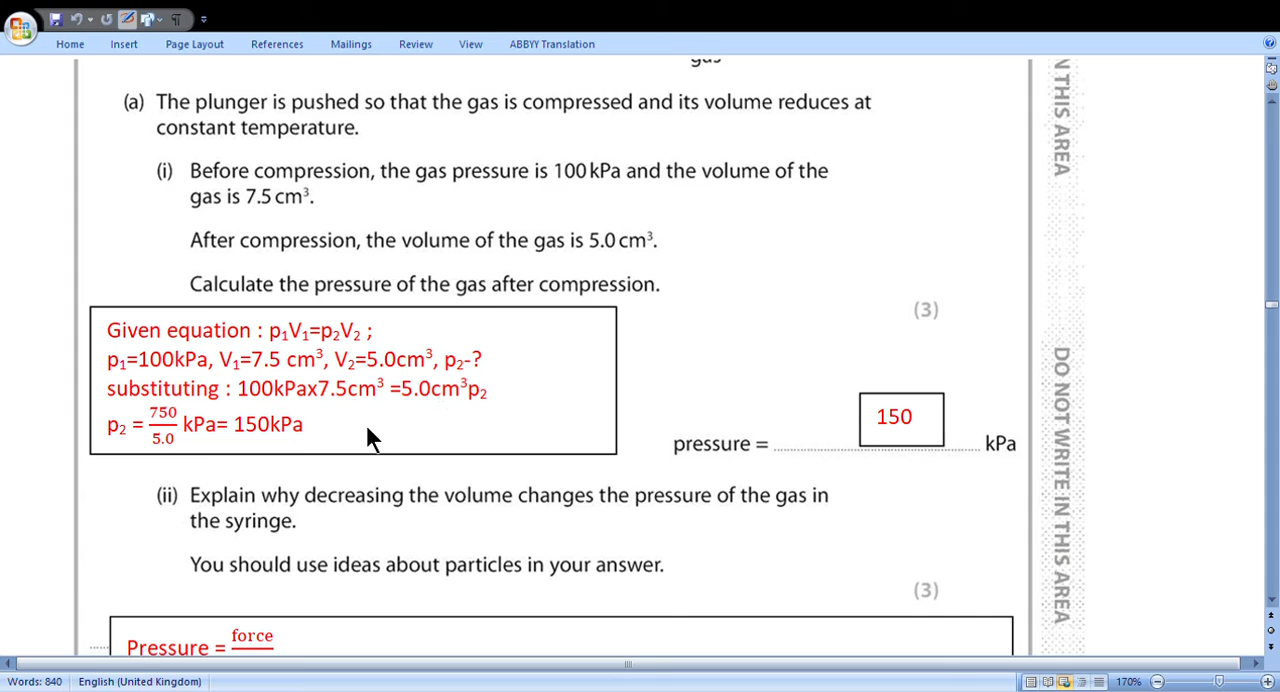 Home Insert Page Layout References Mailings Review View ABBYY Translation
gas
(a) The plunger is pushed so that the gas is compressed and its volume reduces at
constant temperature.
(i) Before compression, the gas pressure is 100 kPa and the volume of the
gas is 7.5 cm³.
After compression, the volume of the gas is 5.0 cm³.
Calculate the pressure of the gas after compression.
(3)
Given equation : p₁V₁=p₂V₂ ;
p₁=100kPa, V₁=7.5 cm³, V₂=5.0cm³, p₂-?
substituting : 100kPax7.5cm³ =5.0cm³p₂
p₂ = 750/5.0 kPa= 150kPa
150
pressure = kPa
(ii) Explain why decreasing the volume changes the pressure of the gas in
the syringe.
You should use ideas about particles in your answer.
(3)
Pressure = force
N THIS AREA
DO NOT WRITE IN THIS AREA
Words: 840 English (United Kingdom) 170%